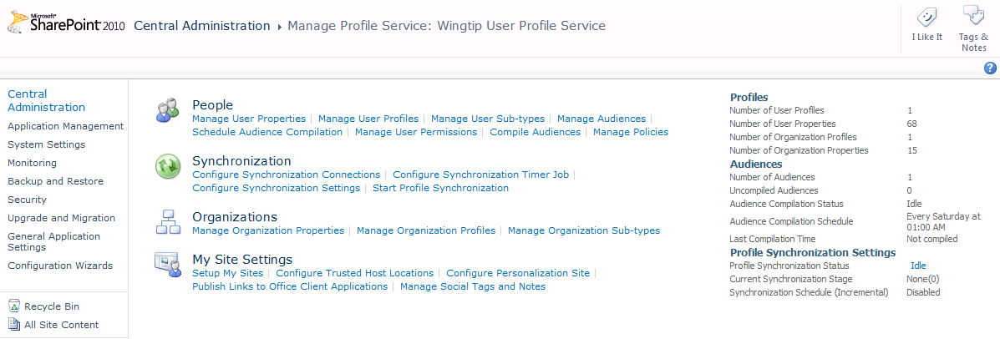 Microsoft®
SharePoint 2010 Central Administration ▸ Manage Profile Service: Wingtip User Profile Service
I Like It
Tags &
Notes
Central
Administration
Application Management
System Settings
Monitoring
Backup and Restore
Security
Upgrade and Migration
General Application
Settings
Configuration Wizards
Recycle Bin
All Site Content
People
Manage User Properties | Manage User Profiles | Manage User Sub-types | Manage Audiences |
Schedule Audience Compilation | Manage User Permissions | Compile Audiences | Manage Policies
Synchronization
Configure Synchronization Connections | Configure Synchronization Timer Job |
Configure Synchronization Settings | Start Profile Synchronization
Organizations
Manage Organization Properties | Manage Organization Profiles | Manage Organization Sub-types
My Site Settings
Setup My Sites | Configure Trusted Host Locations | Configure Personalization Site |
Publish Links to Office Client Applications | Manage Social Tags and Notes
Profiles
Number of User Profiles 1
Number of User Properties 68
Number of Organization Profiles 1
Number of Organization Properties 15
Audiences
Number of Audiences 1
Uncompiled Audiences 0
Audience Compilation Status Idle
Audience Compilation Schedule Every Saturday at
01:00 AM
Last Compilation Time Not compiled
Profile Synchronization Settings
Profile Synchronization Status Idle
Current Synchronization Stage None(0)
Synchronization Schedule (Incremental) Disabled